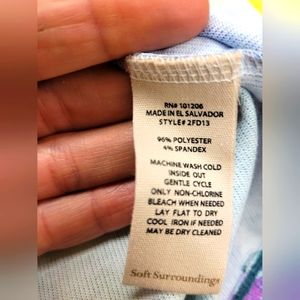 RN# 101206
MADE IN EL SALVADOR
STYLE# 2FD13
96% POLYESTER
4% SPANDEX
MACHINE WASH COLD
INSIDE OUT
GENTLE CYCLE
ONLY NON-CHLORINE
BLEACH WHEN NEEDED
LAY FLAT TO DRY
COOL IRON IF NEEDED
MAY BE DRY CLEANED
Soft Surroundings